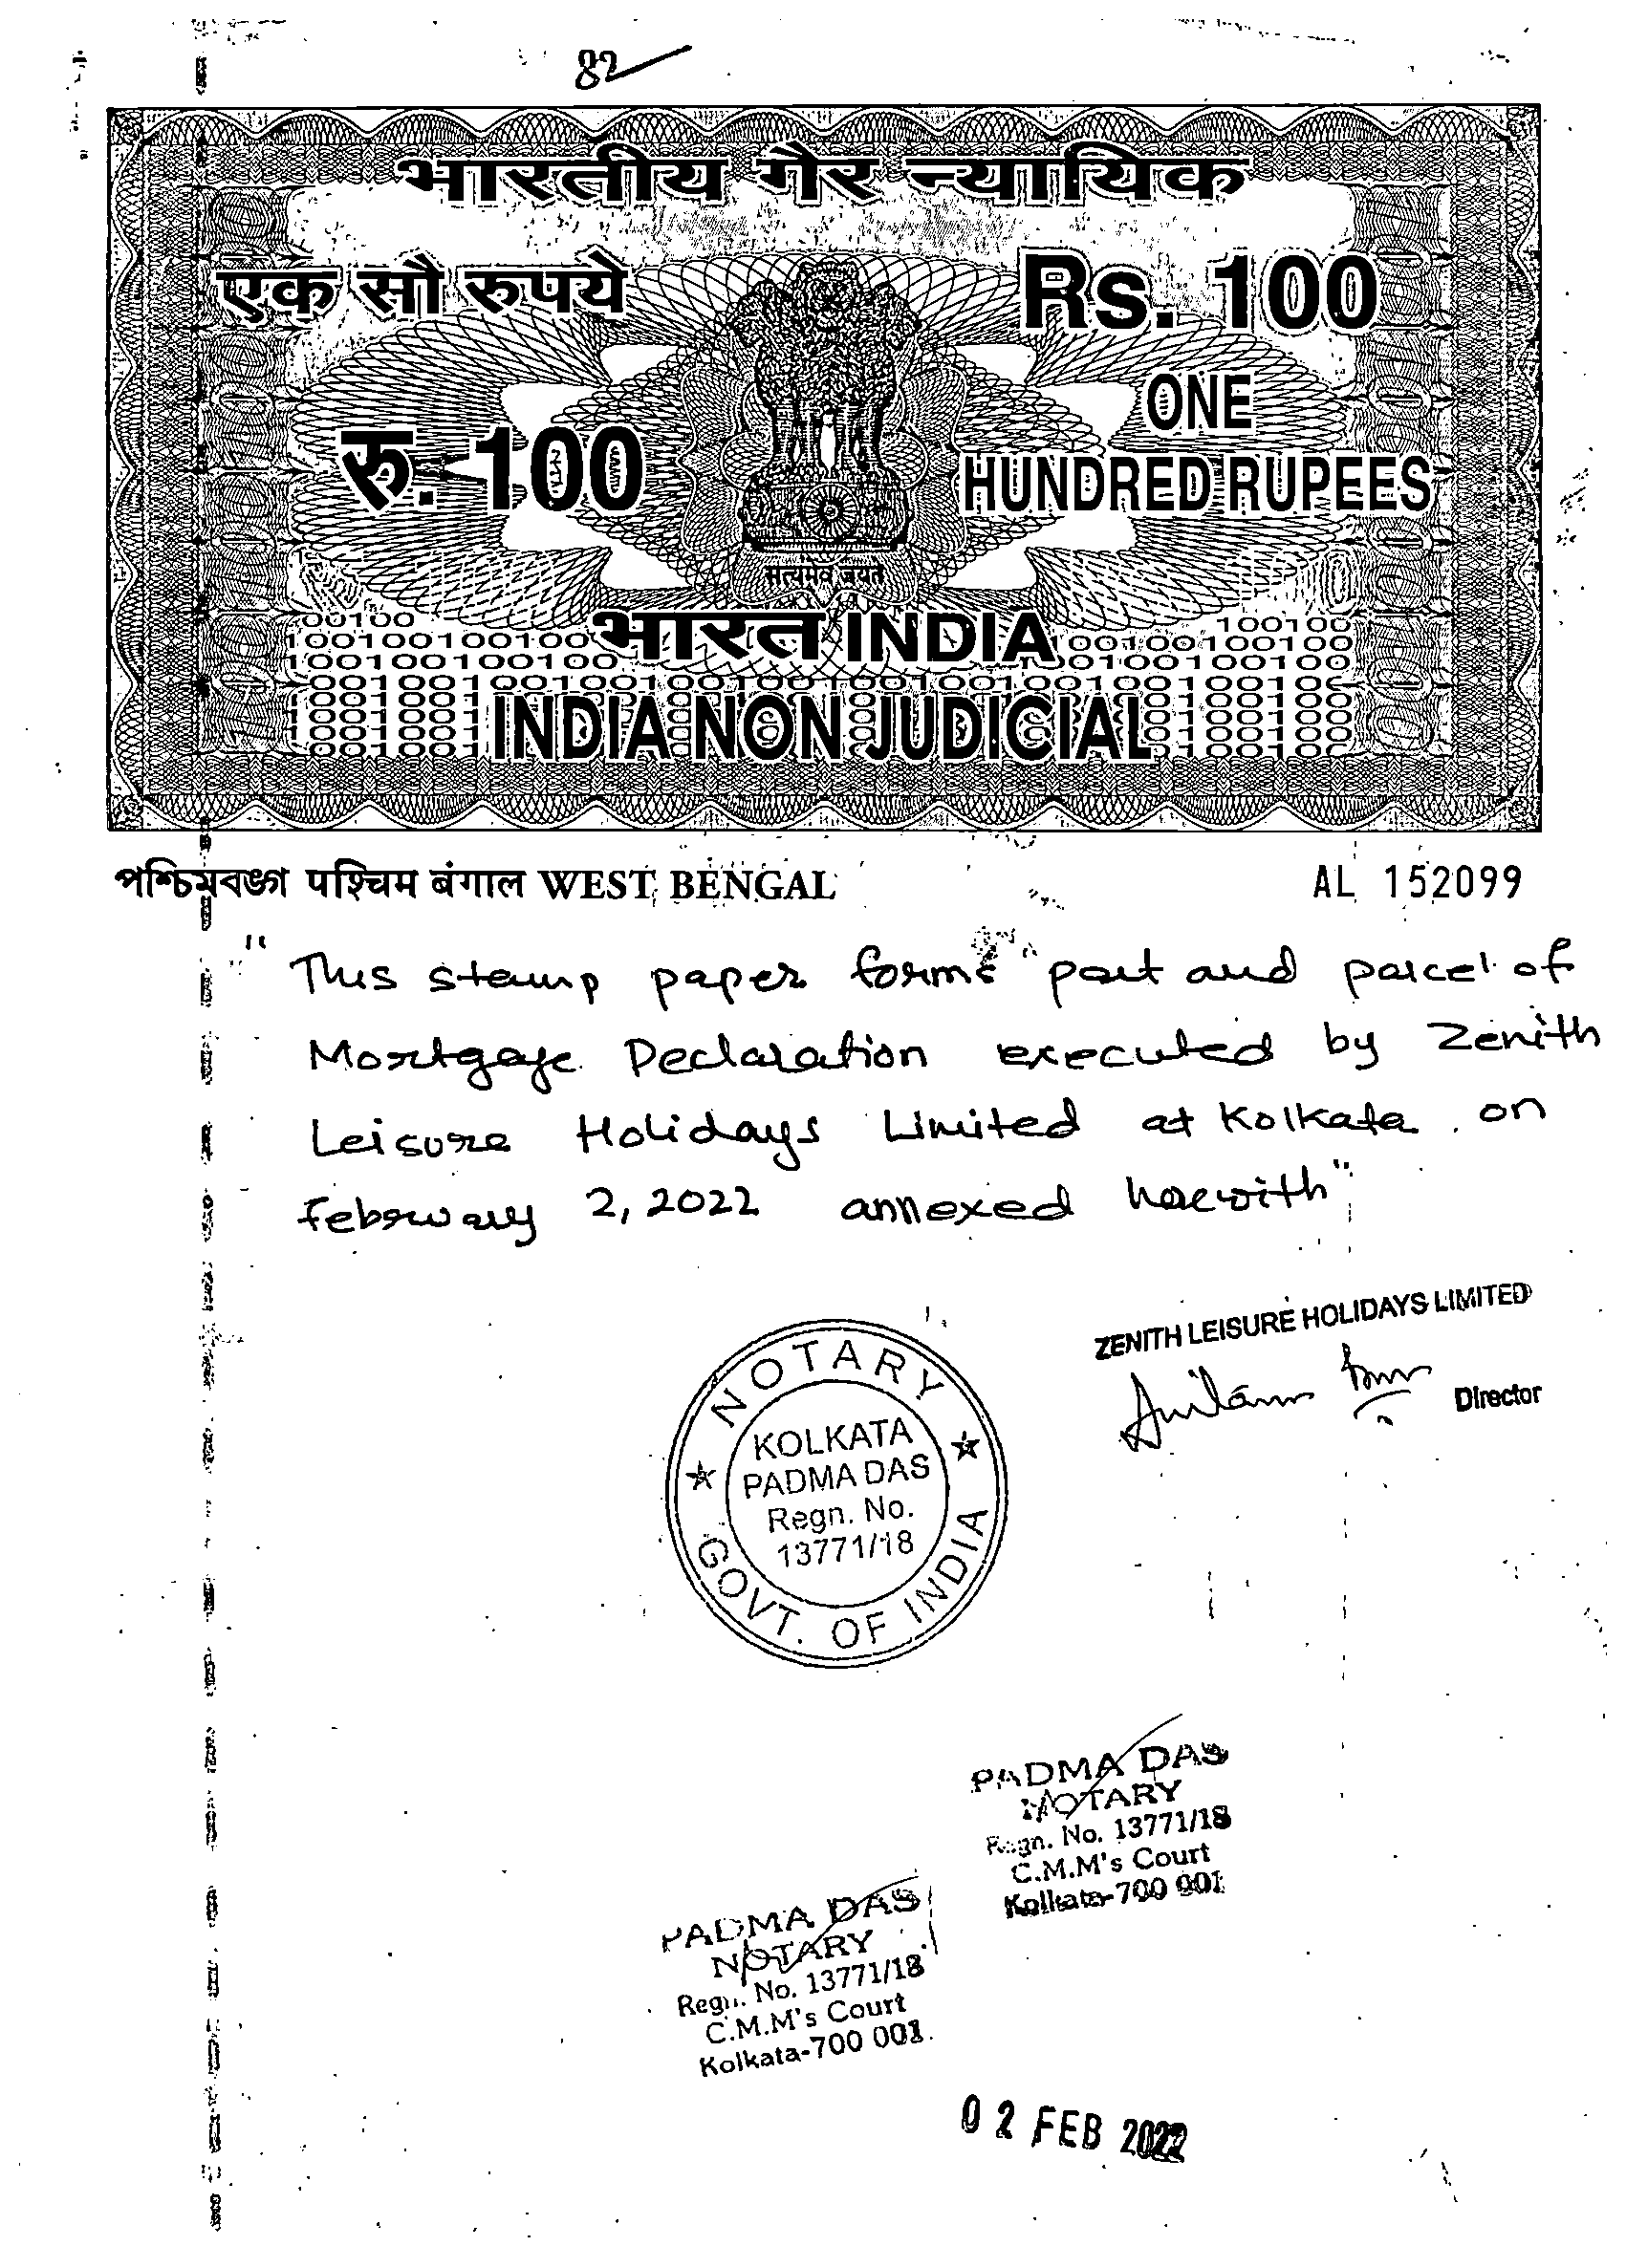 82
भारतीय गैर न्यायिक
एक सौ रुपये
Rs. 100
रु. 100
ONE
HUNDRED RUPEES
सत्यमेव जयते
भारत INDIA
INDIA NON JUDICIAL
পশ্চিমবঙ্গ पश्चिम बंगाल WEST BENGAL
AL 152099
"This stamp paper forms part and parcel of
Mortgage Declaration executed by Zenith
Leisure Holidays Limited at Kolkata on
February 2, 2022 annexed herewith"
ZENITH LEISURE HOLIDAYS LIMITED
Director
NOTARY
KOLKATA
PADMA DAS
Regn. No.
13771/18
GOVT. OF INDIA
PADMA DAS
NOTARY
Regn. No. 13771/18
C.M.M's Court
Kolkata-700 001
PADMA DAS
NOTARY
Regn. No. 13771/18
C.M.M's Court
Kolkata-700 001
02 FEB 2022